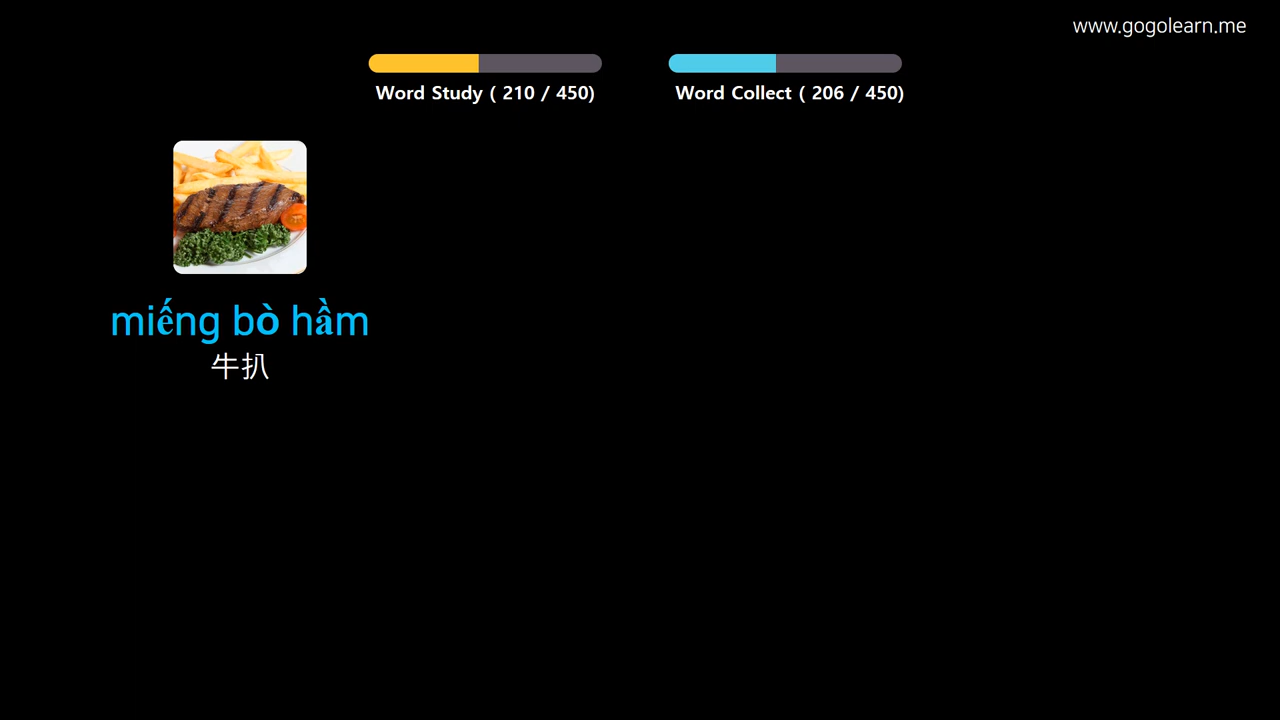 www.gogolearn.me
Word Study ( 210 / 450)
Word Collect ( 206 / 450)
miếng bò hầm
牛扒